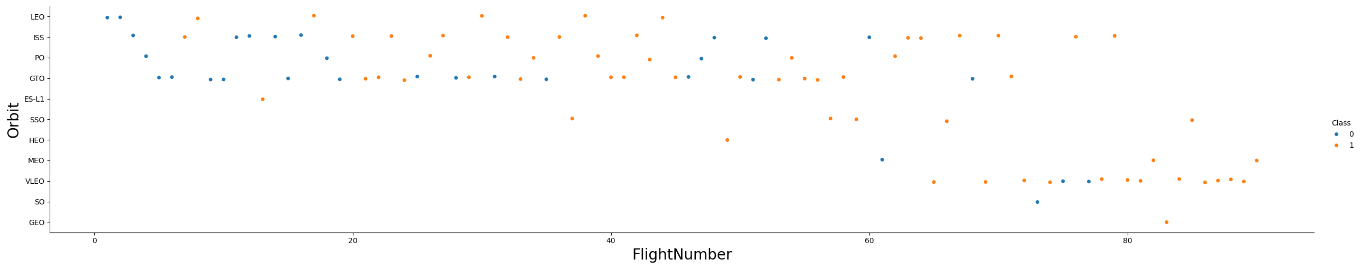 LEO
ISS
PO
GTO
ES-L1
SSO
HEO
MEO
VLEO
SO
GEO
Orbit
0 20 40 60 80
FlightNumber
Class
0
1